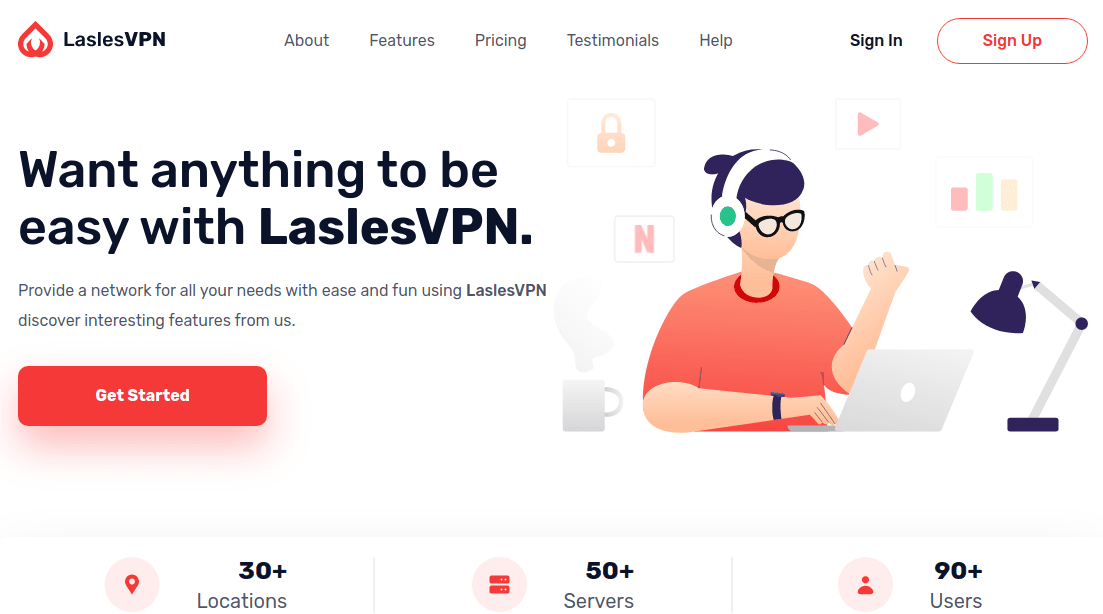 LaslesVPN
About Features Pricing Testimonials Help Sign In Sign Up
Want anything to be
easy with LaslesVPN.
Provide a network for all your needs with ease and fun using LaslesVPN
discover interesting features from us.
Get Started
N
30+
Locations
50+
Servers
90+
Users